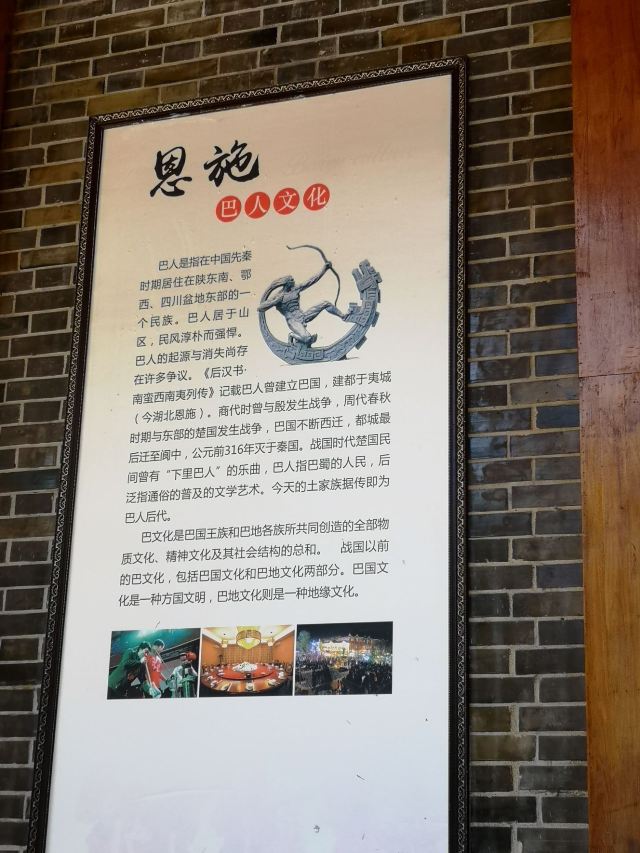 恩施
巴人文化
巴人是指在中国先秦
时期居住在陕东南、鄂
西、四川盆地东部的一
个民族。巴人居于山
区，民风淳朴而强悍。
巴人的起源与消失尚存
在许多争议。《后汉书·
南蛮西南夷列传》记载巴人曾建立巴国，建都于夷城
（今湖北恩施）。商代时曾与殷发生战争，周代春秋
时期与东部的楚国发生战争，巴国不断西迁，都城最
后迁至阆中，公元前316年灭于秦国。战国时代楚国民
间曾有“下里巴人”的乐曲，巴人指巴蜀的人民，后
泛指通俗的普及的文学艺术。今天的土家族据传即为
巴人后代。
巴文化是巴国王族和巴地各族所共同创造的全部物
质文化、精神文化及其社会结构的总和。 战国以前
的巴文化，包括巴国文化和巴地文化两部分。巴国文
化是一种方国文明，巴地文化则是一种地缘文化。